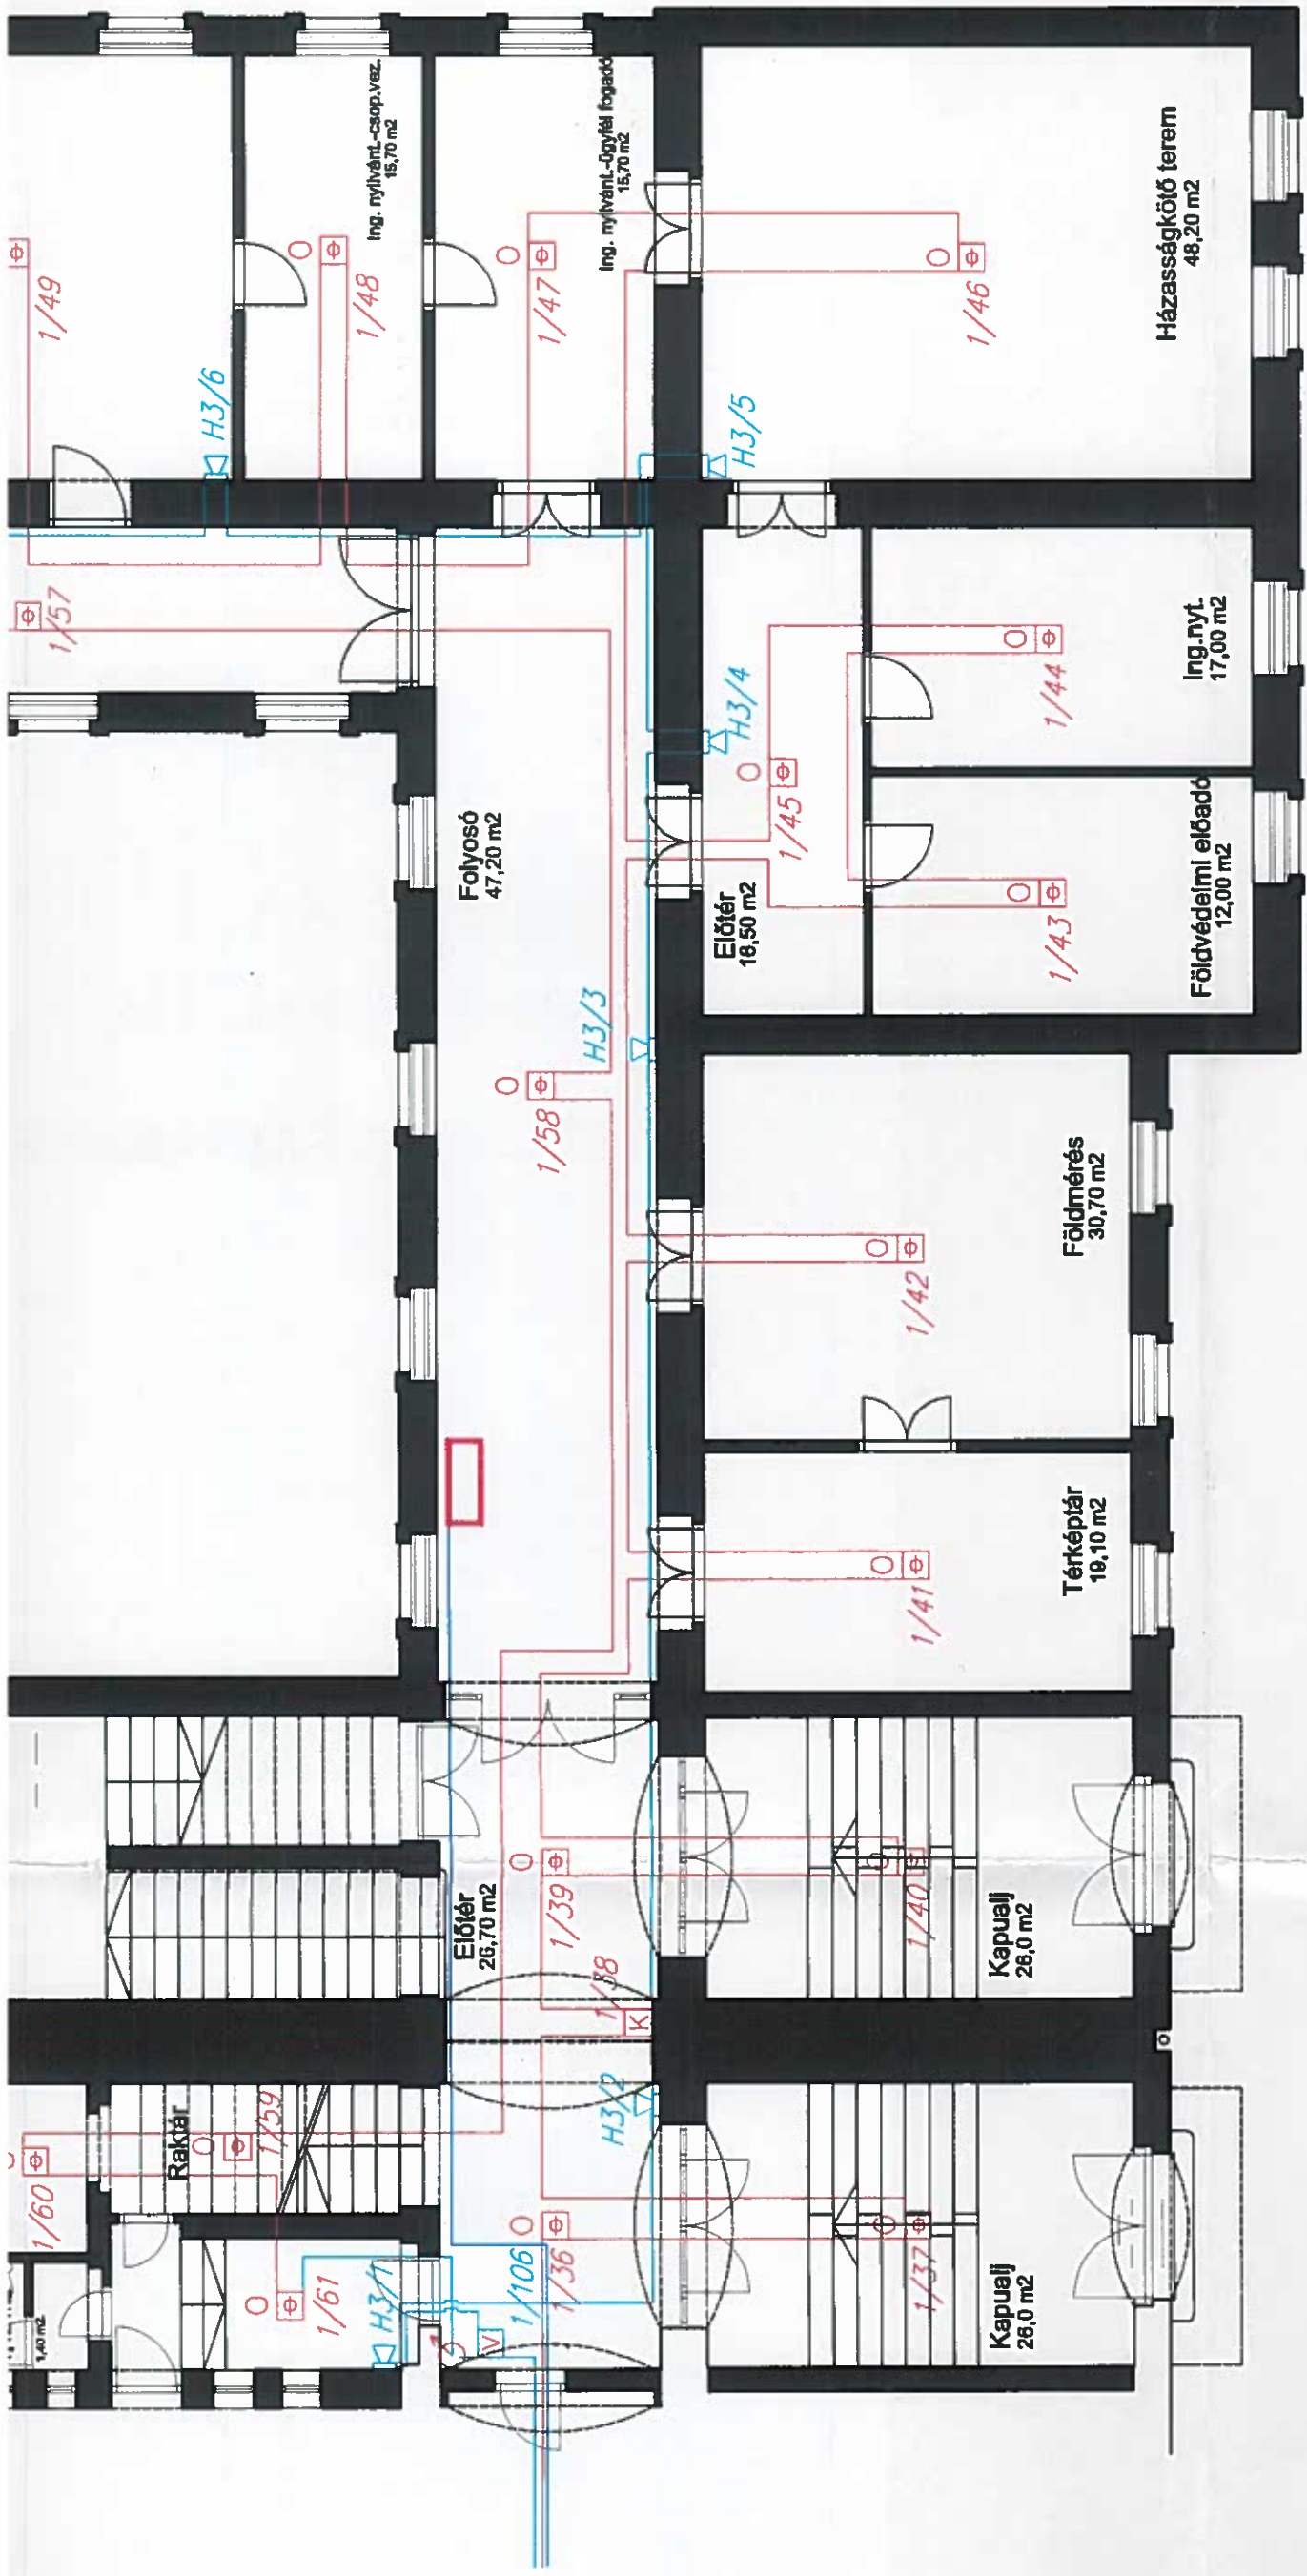 1/49
H3/6
1/57
Ing. nyilvánt.-csop.vez.
15,70 m2
1/48
Ing. nyilvánt.-ügyfél fogadó
15,70 m2
1/47
Házasságkötő terem
48,20 m2
1/46
H3/5
Folyosó
47,20 m2
H3/4
1/45
Előtér
16,50 m2
Ing.nyt.
17,00 m2
1/44
Földvédelmi előadó
12,00 m2
1/43
H3/3
1/58
Földmérés
30,70 m2
1/42
Térképtár
19,10 m2
1/41
Előtér
26,70 m2
1/39
1/38
K
Kapualj
26,0 m2
1/40
Raktár
1/59
1/60
H3/2
1,40 m2
1/61
H3/1
V
1/106
1/36
Kapualj
26,0 m2
1/37